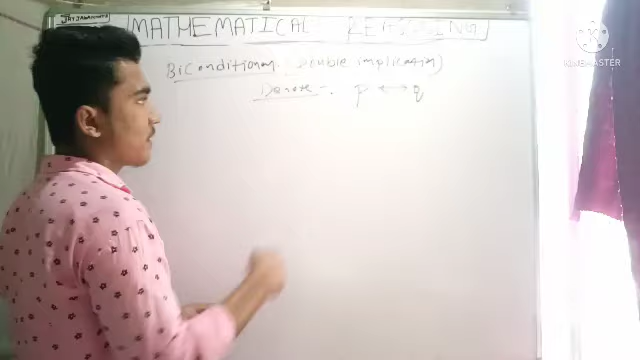 MATHEMATICAL REASONING
BiConditional (Double implication)
Denote :- p ↔ q
KINEMASTER